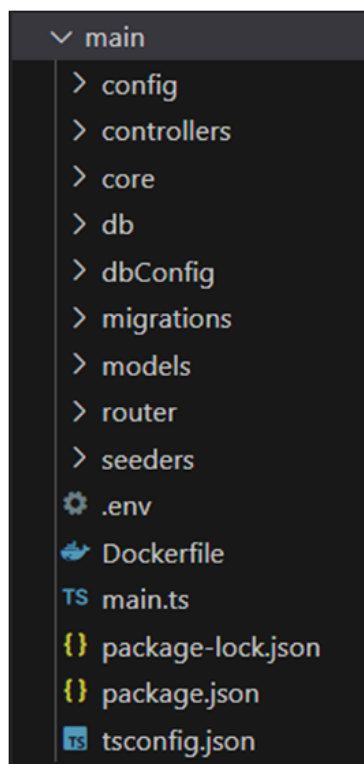 main
config
controllers
core
db
dbConfig
migrations
models
router
seeders
.env
Dockerfile
TS main.ts
{} package-lock.json
{} package.json
TS tsconfig.json